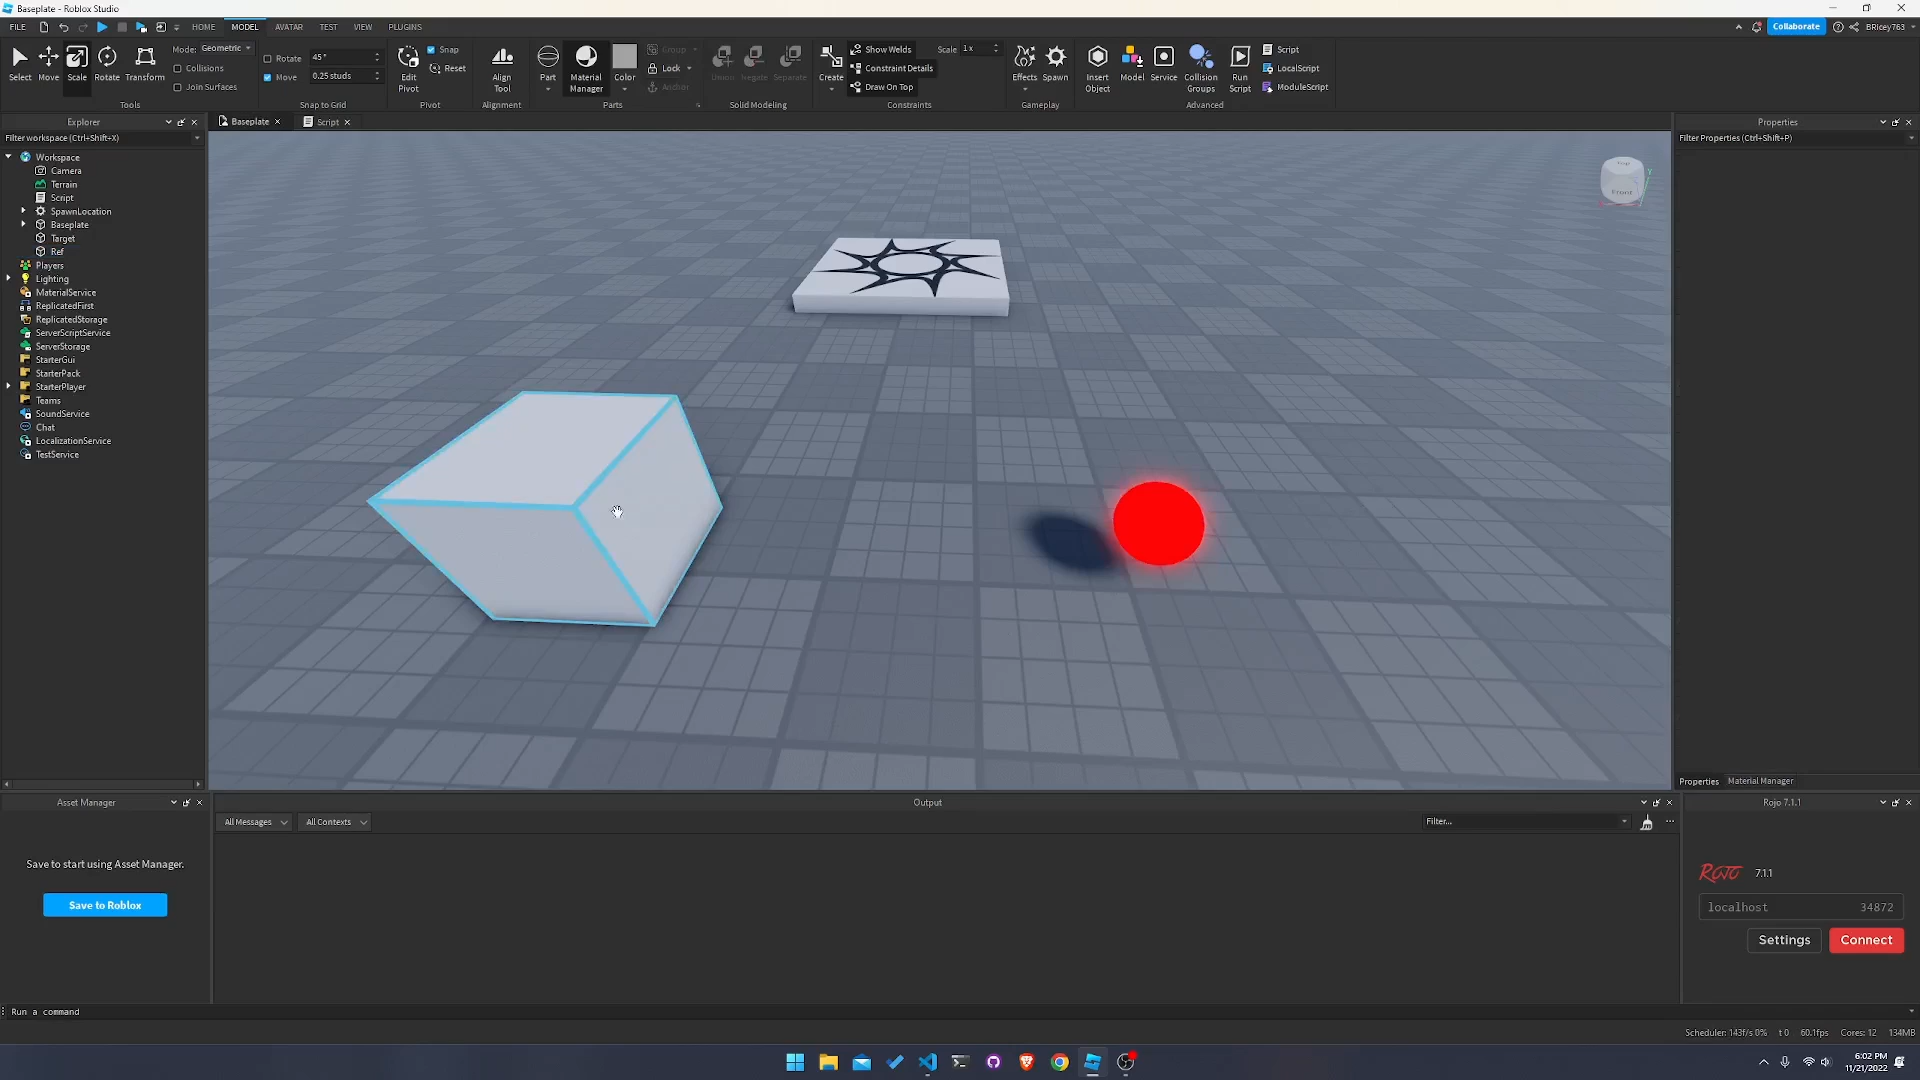 Baseplate - Roblox Studio
FILE HOME MODEL AVATAR TEST VIEW PLUGINS Collaborate BRicey763
Select Move Scale Rotate Transform
Mode: Geometric
Collisions
Join Surfaces
Tools
Rotate 45°
Move 0.25 studs
Snap to Grid
Edit Pivot
Snap
Reset
Pivot
Align Tool
Alignment
Part Material Manager Color
Group
Lock
Anchor
Parts
Union Negate Separate
Solid Modeling
Create
Show Welds
Constraint Details
Draw On Top
Scale 1x
Constraints
Effects Spawn
Gameplay
Insert Object
Model
Service
Collision Groups
Run Script
Script
LocalScript
ModuleScript
Advanced
Explorer
Filter workspace (Ctrl+Shift+X)
Workspace
Camera
Terrain
Script
SpawnLocation
Baseplate
Target
Ref
Players
Lighting
MaterialService
ReplicatedFirst
ReplicatedStorage
ServerScriptService
ServerStorage
StarterGui
StarterPack
StarterPlayer
Teams
SoundService
Chat
LocalizationService
TestService
Baseplate Script
Top
Front
Properties
Filter Properties (Ctrl+Shift+P)
Properties Material Manager
Asset Manager
Save to start using Asset Manager.
Save to Roblox
Output
All Messages All Contexts Filter...
Rojo 7.1.1
ROJO 7.1.1
localhost 34872
Settings Connect
Run a command
Scheduler: 143f/s 0% t 0 60.1fps Cores: 12 134MB
6:02 PM
11/21/2022